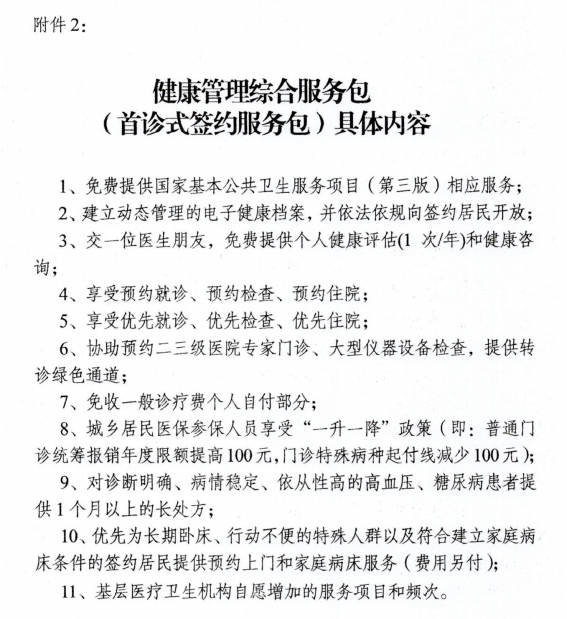 附件2：
健康管理综合服务包
（首诊式签约服务包）具体内容
1、免费提供国家基本公共卫生服务项目（第三版）相应服务；
2、建立动态管理的电子健康档案，并依法依规向签约居民开放；
3、交一位医生朋友，免费提供个人健康评估(1 次/年)和健康咨
询；
4、享受预约就诊、预约检查、预约住院；
5、享受优先就诊、优先检查、优先住院；
6、协助预约二三级医院专家门诊、大型仪器设备检查，提供转
诊绿色通道；
7、免收一般诊疗费个人自付部分；
8、城乡居民医保参保人员享受“一升一降”政策（即：普通门
诊统筹报销年度限额提高100元，门诊特殊病种起付线减少100元）；
9、对诊断明确、病情稳定、依从性高的高血压、糖尿病患者提
供1个月以上的长处方；
10、优先为长期卧床、行动不便的特殊人群以及符合建立家庭病
床条件的签约居民提供预约上门和家庭病床服务（费用另付）；
11、基层医疗卫生机构自愿增加的服务项目和频次。